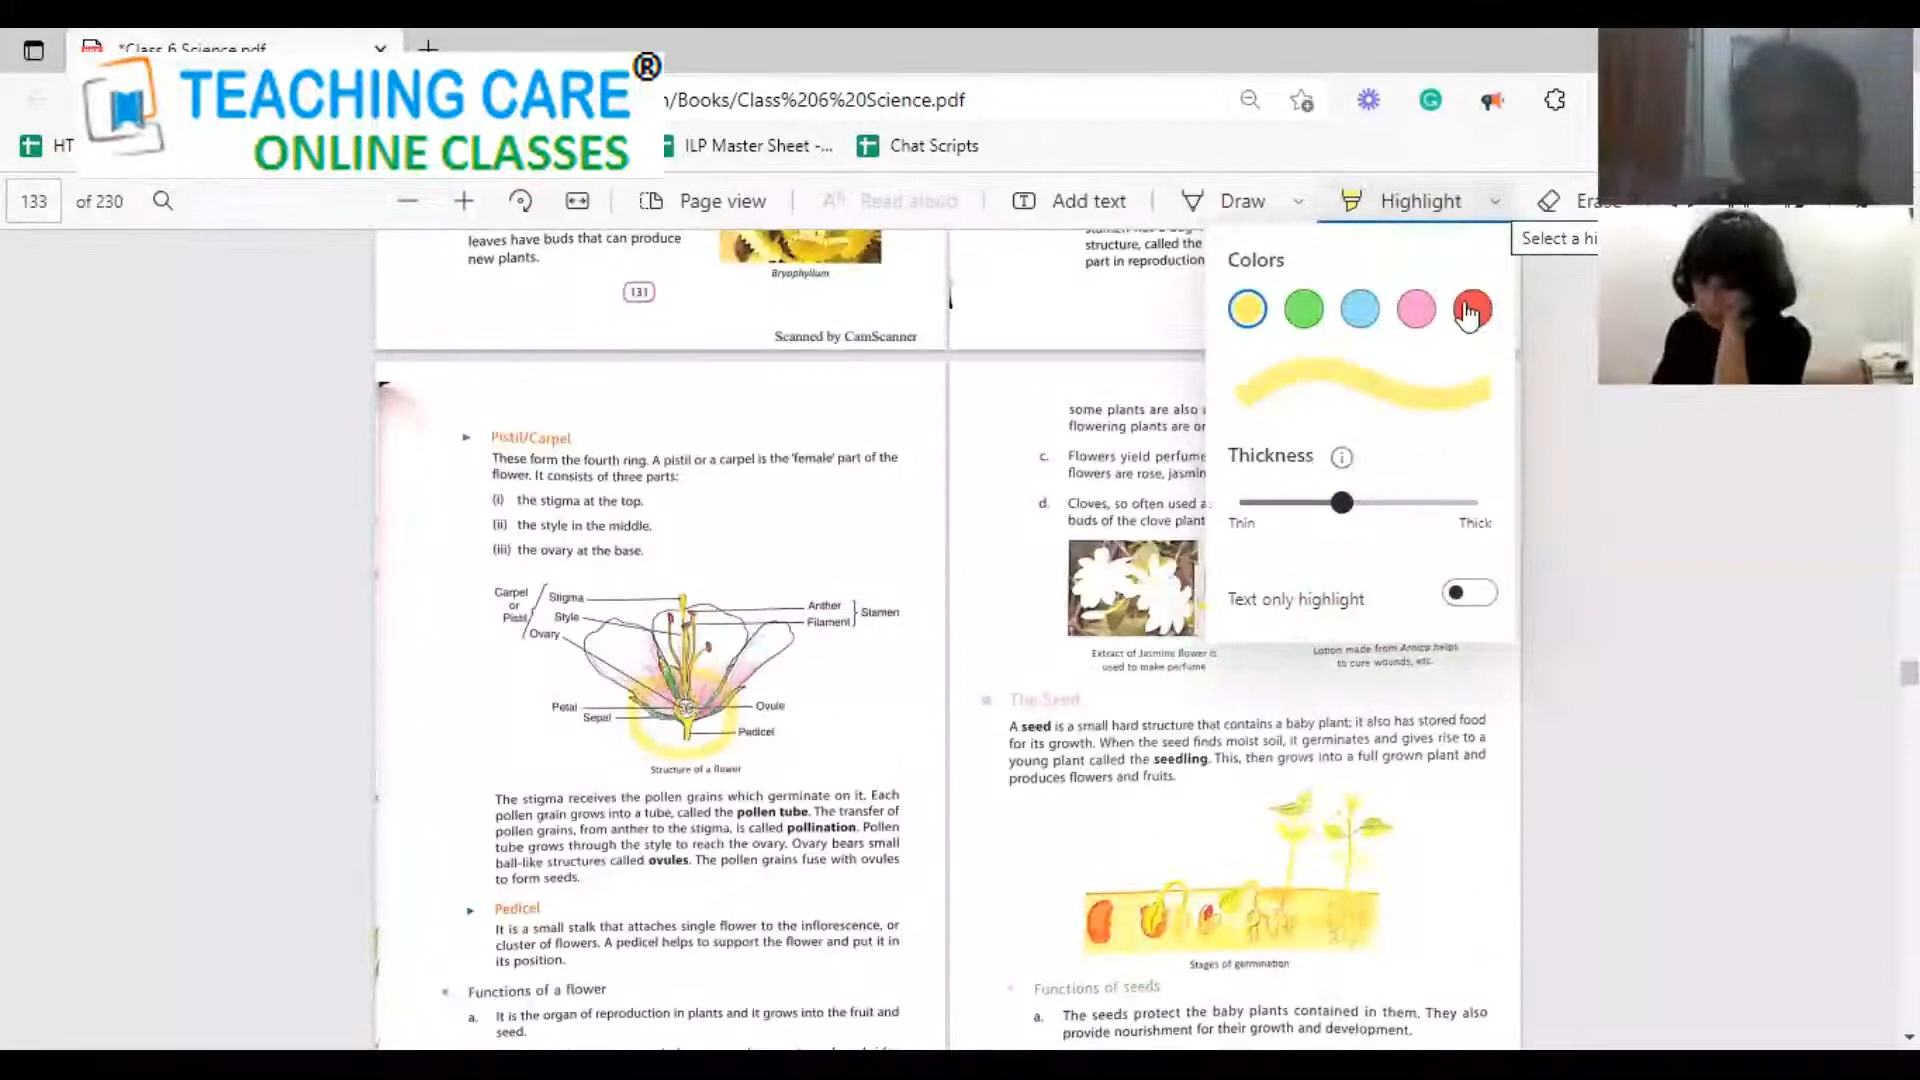 *Class 6 Science.pdf
TEACHING CARE®
ONLINE CLASSES
/Books/Class%206%20Science.pdf
HT
ILP Master Sheet -...
Chat Scripts
133 of 230
Page view
Read aloud
Add text
Draw
Highlight
Select a hi
Colors
Thickness
Thin
Thick
Text only highlight
leaves have buds that can produce
new plants.
Bryophyllum
131
Scanned by CamScanner
structure, called the
part in reproduction
Pistil/Carpel
These form the fourth ring. A pistil or a carpel is the 'female' part of the
flower. It consists of three parts:
(i) the stigma at the top.
(ii) the style in the middle.
(iii) the ovary at the base.
Carpel
or
Pistil
Stigma
Style
Ovary
Anther
Filament
Stamen
Petal
Sepal
Ovule
Pedicel
Structure of a flower
The stigma receives the pollen grains which germinate on it. Each
pollen grain grows into a tube, called the pollen tube. The transfer of
pollen grains, from anther to the stigma, is called pollination. Pollen
tube grows through the style to reach the ovary. Ovary bears small
ball-like structures called ovules. The pollen grains fuse with ovules
to form seeds.
Pedicel
It is a small stalk that attaches single flower to the inflorescence, or
cluster of flowers. A pedicel helps to support the flower and put it in
its position.
Functions of a flower
a. It is the organ of reproduction in plants and it grows into the fruit and
seed.
some plants are also
flowering plants are
c. Flowers yield perfume
flowers are rose, jasmin
d. Cloves, so often used
buds of the clove plant
Extract of Jasmine flower is
used to make perfume
Lotion made from Arnica helps
to cure wounds, etc.
The Seed
A seed is a small hard structure that contains a baby plant; it also has stored food
for its growth. When the seed finds moist soil, it germinates and gives rise to a
young plant called the seedling. This, then grows into a full grown plant and
produces flowers and fruits.
Stages of germination
Functions of seeds
a. The seeds protect the baby plants contained in them. They also
provide nourishment for their growth and development.